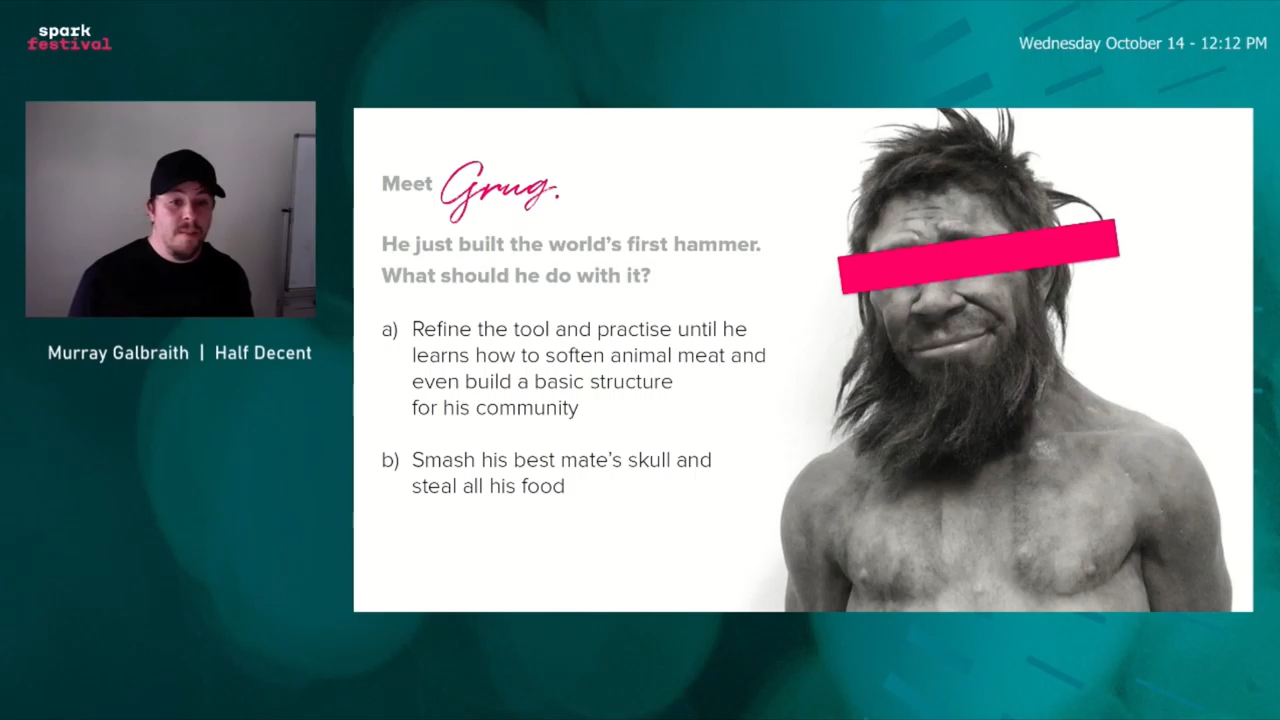 spark
festival
Wednesday October 14 - 12:12 PM
Meet Grug.
He just built the world's first hammer.
What should he do with it?
a) Refine the tool and practise until he
learns how to soften animal meat and
even build a basic structure
for his community
b) Smash his best mate's skull and
steal all his food
Murray Galbraith | Half Decent